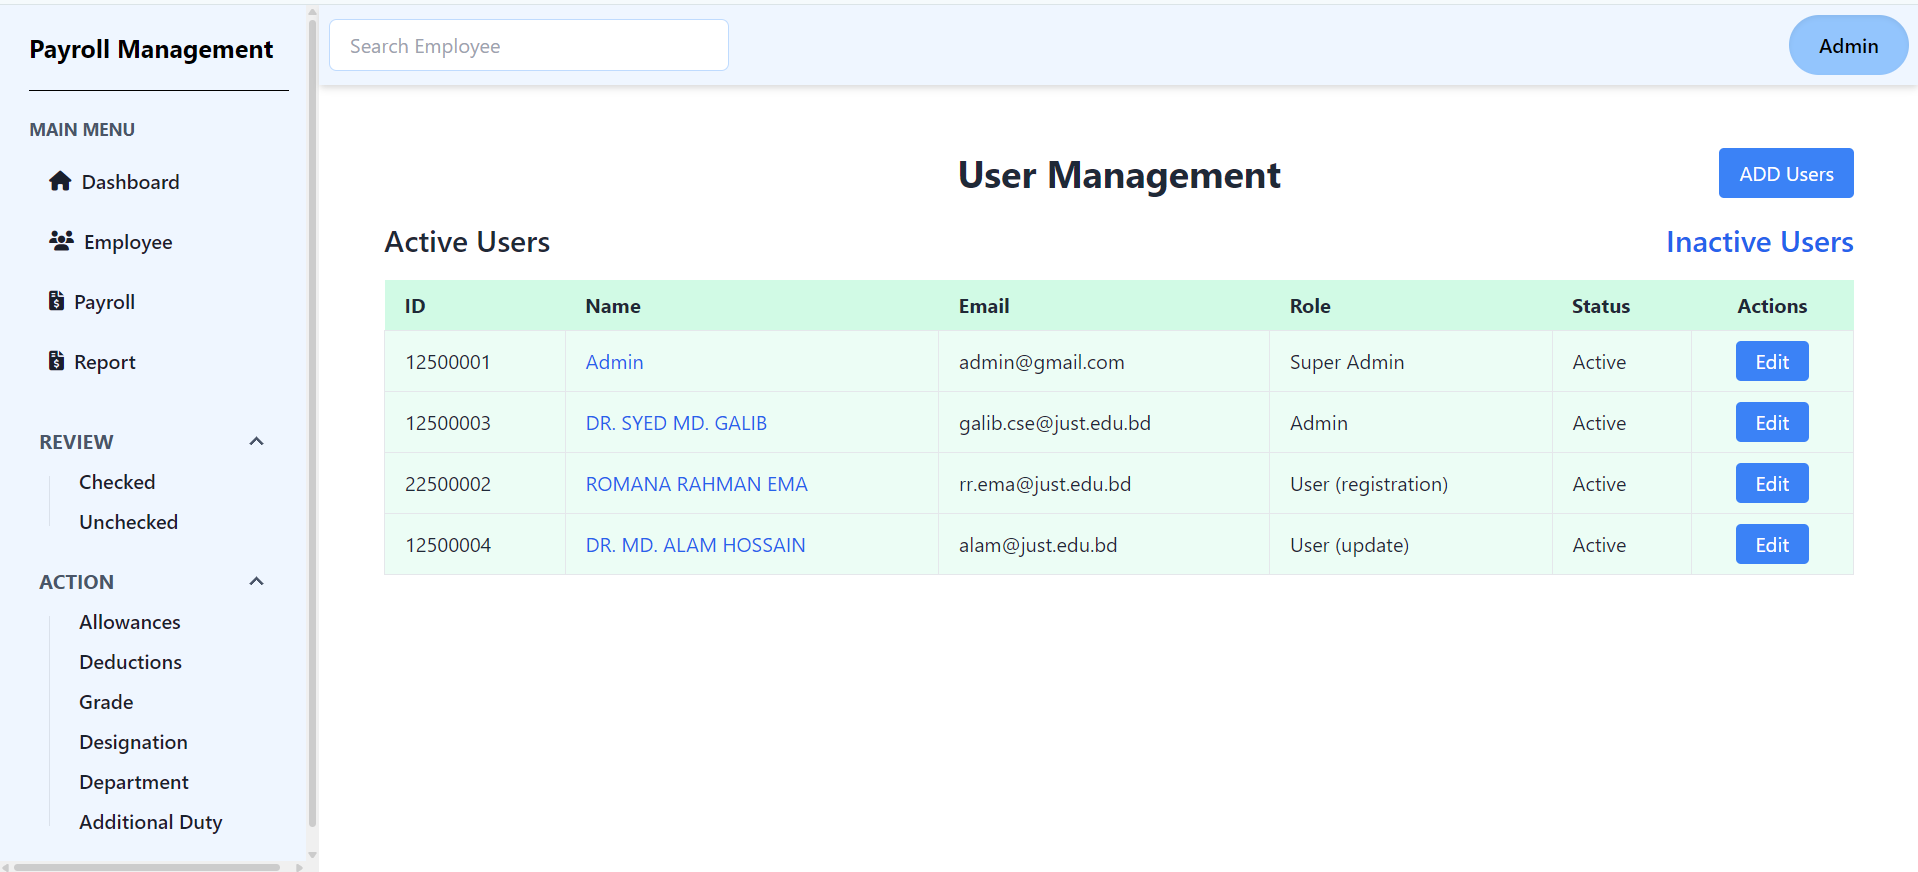 Payroll Management
MAIN MENU
Dashboard
Employee
Payroll
Report
REVIEW
Checked
Unchecked
ACTION
Allowances
Deductions
Grade
Designation
Department
Additional Duty
Search Employee
Admin
User Management
ADD Users
Active Users
Inactive Users
ID Name Email Role Status Actions
12500001 Admin admin@gmail.com Super Admin Active Edit
12500003 DR. SYED MD. GALIB galib.cse@just.edu.bd Admin Active Edit
22500002 ROMANA RAHMAN EMA rr.ema@just.edu.bd User (registration) Active Edit
12500004 DR. MD. ALAM HOSSAIN alam@just.edu.bd User (update) Active Edit